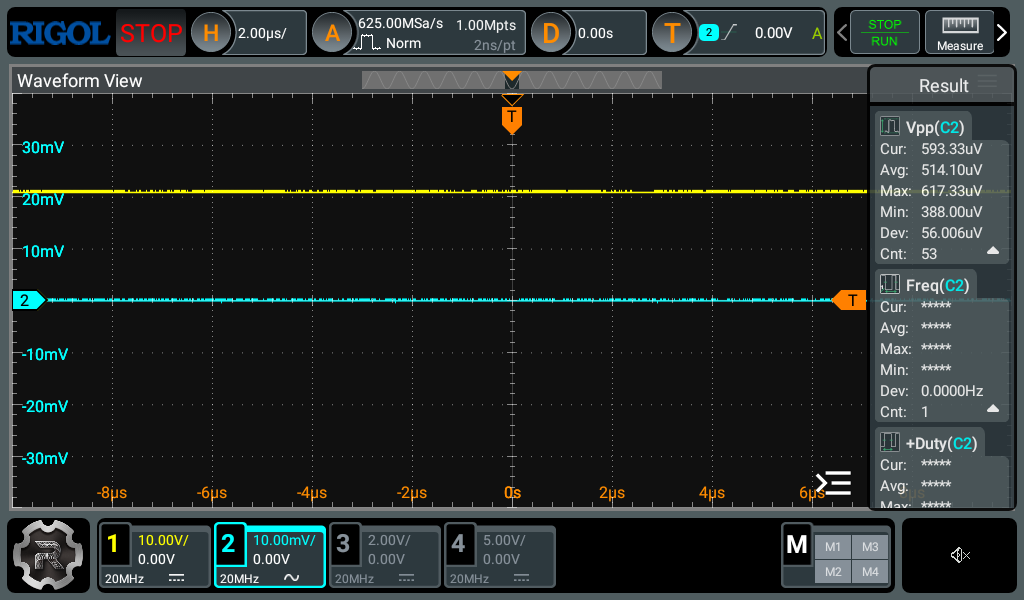 RIGOL STOP H 2.00µs/ A 625.00MSa/s 1.00Mpts D 0.00s T 2 0.00V A STOP RUN Measure
Norm 2ns/pt
Waveform View
Result
T
30mV
20mV
10mV
2
T
-10mV
-20mV
-30mV
-8µs -6µs -4µs -2µs 0s 2µs 4µs 6µs
Vpp(C2)
Cur: 593.33uV
Avg: 514.10uV
Max: 617.33uV
Min: 388.00uV
Dev: 56.006uV
Cnt: 53
Freq(C2)
Cur: *****
Avg: *****
Max: *****
Min: *****
Dev: 0.0000Hz
Cnt: 1
+Duty(C2)
Cur: *****
Avg: *****
Max: *****
R
1 10.00V/
0.00V
20MHz
2 10.00mV/
0.00V
20MHz
3 2.00V/
0.00V
20MHz
4 5.00V/
0.00V
20MHz
M M1 M3
M2 M4